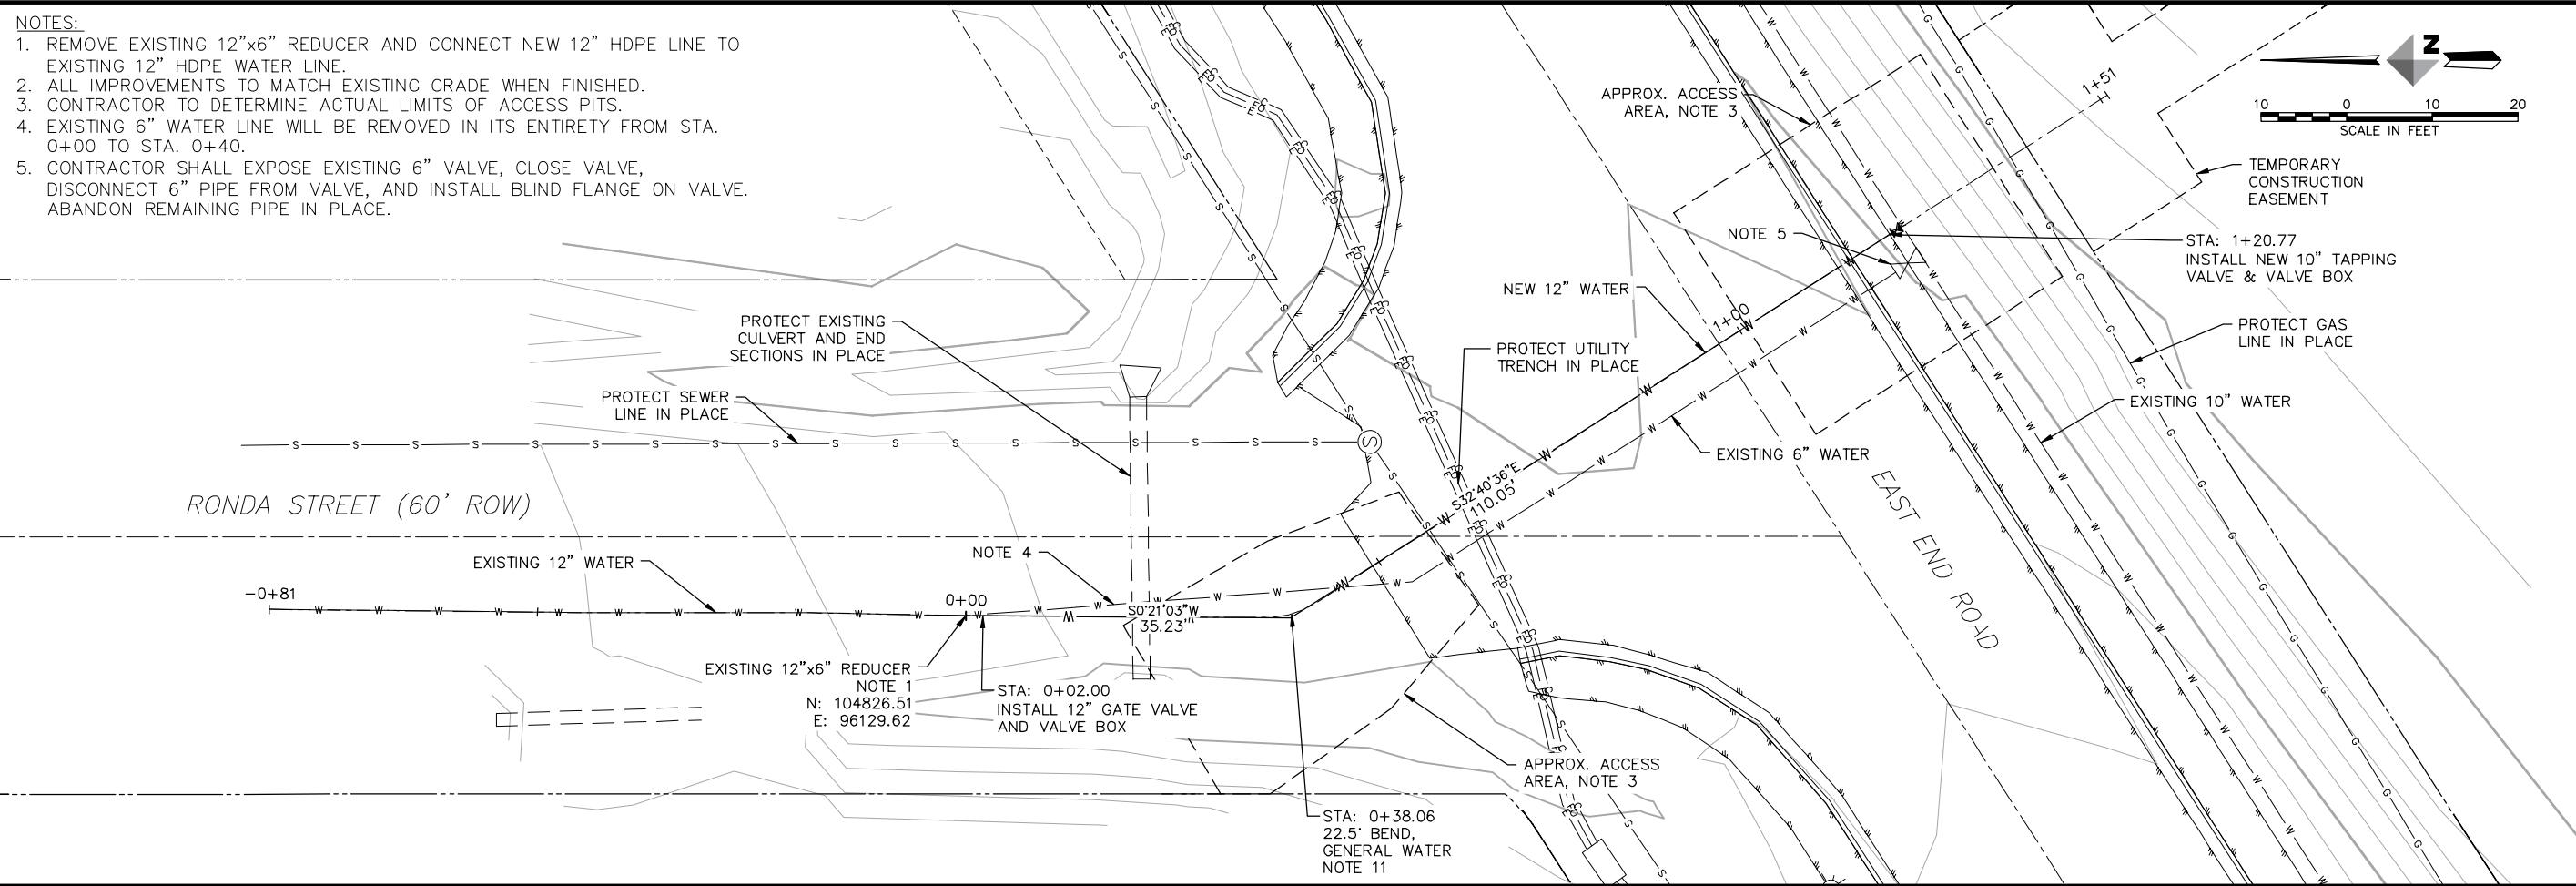 NOTES:
1. REMOVE EXISTING 12"x6" REDUCER AND CONNECT NEW 12" HDPE LINE TO
EXISTING 12" HDPE WATER LINE.
2. ALL IMPROVEMENTS TO MATCH EXISTING GRADE WHEN FINISHED.
3. CONTRACTOR TO DETERMINE ACTUAL LIMITS OF ACCESS PITS.
4. EXISTING 6" WATER LINE WILL BE REMOVED IN ITS ENTIRETY FROM STA.
0+00 TO STA. 0+40.
5. CONTRACTOR SHALL EXPOSE EXISTING 6" VALVE, CLOSE VALVE,
DISCONNECT 6" PIPE FROM VALVE, AND INSTALL BLIND FLANGE ON VALVE.
ABANDON REMAINING PIPE IN PLACE.
Z
10 0 10 20
SCALE IN FEET
1+51
APPROX. ACCESS
AREA, NOTE 3
TEMPORARY
CONSTRUCTION
EASEMENT
NOTE 5
STA: 1+20.77
INSTALL NEW 10" TAPPING
VALVE & VALVE BOX
NEW 12" WATER
1+00
PROTECT GAS
LINE IN PLACE
PROTECT EXISTING
CULVERT AND END
SECTIONS IN PLACE
PROTECT UTILITY
TRENCH IN PLACE
PROTECT SEWER
LINE IN PLACE
EXISTING 10" WATER
EXISTING 6" WATER
S
S32°40'36"E
110.05'
RONDA STREET (60' ROW)
EAST END ROAD
NOTE 4
EXISTING 12" WATER
-0+81
0+00
S0°21'03"W
35.23'
EXISTING 12"x6" REDUCER
NOTE 1
N: 104826.51
E: 96129.62
STA: 0+02.00
INSTALL 12" GATE VALVE
AND VALVE BOX
APPROX. ACCESS
AREA, NOTE 3
STA: 0+38.06
22.5° BEND,
GENERAL WATER
NOTE 11